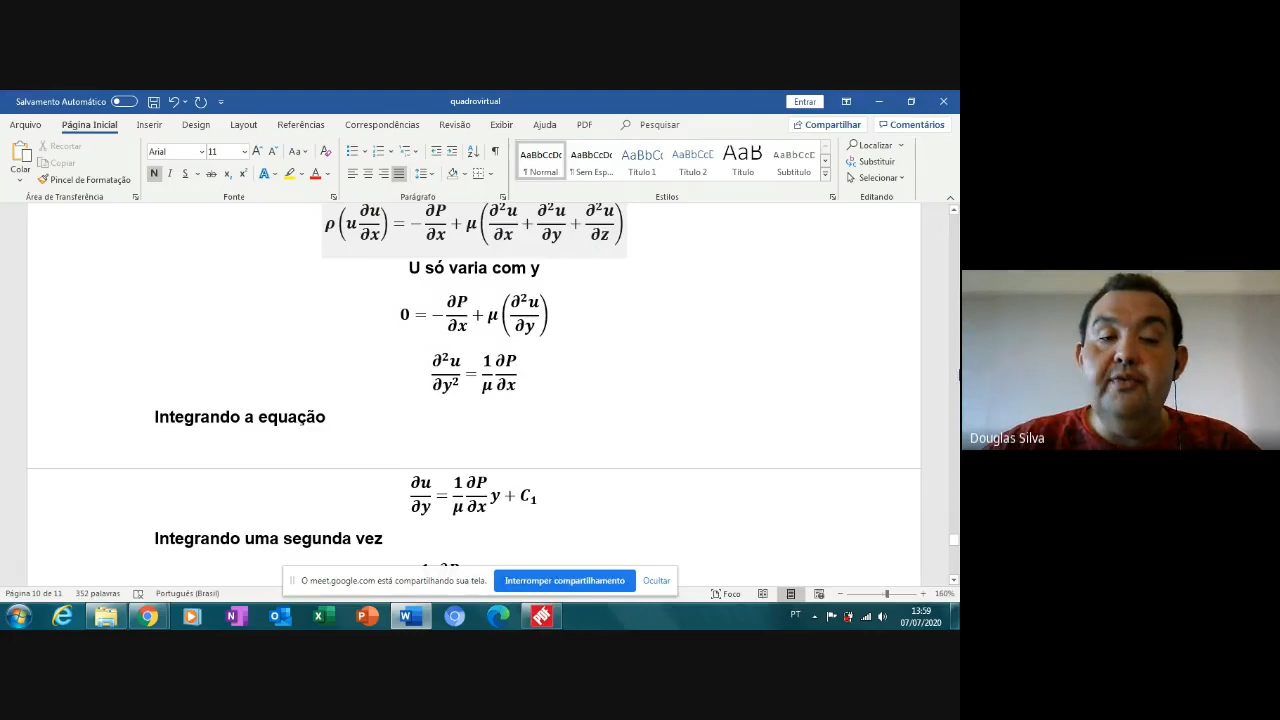 Salvamento Automático
quadrovirtual
Entrar
Arquivo Página Inicial Inserir Design Layout Referências Correspondências Revisão Exibir Ajuda PDF Pesquisar Compartilhar Comentários
Colar
Recortar
Copiar
Pincel de Formatação
Área de Transferência
Arial 11
N I S ab x₂ x² A A
Fonte
Parágrafo
AaBbCcDc AaBbCcDc AaBbCc AaBbCcE AaB AaBbCcC
¶ Normal ¶ Sem Esp... Título 1 Título 2 Título Subtítulo
Estilos
Localizar
Substituir
Selecionar
Editando
ρ(u ∂u/∂x) = −∂P/∂x + μ(∂²u/∂x + ∂²u/∂y + ∂²u/∂z)
U só varia com y
0 = −∂P/∂x + μ(∂²u/∂y)
∂²u/∂y² = 1/μ ∂P/∂x
Integrando a equação
∂u/∂y = 1/μ ∂P/∂x y + C₁
Integrando uma segunda vez
O meet.google.com está compartilhando sua tela. Interromper compartilhamento Ocultar
Página 10 de 11 352 palavras Português (Brasil) Foco 160%
PT 13:59
07/07/2020
Douglas Silva